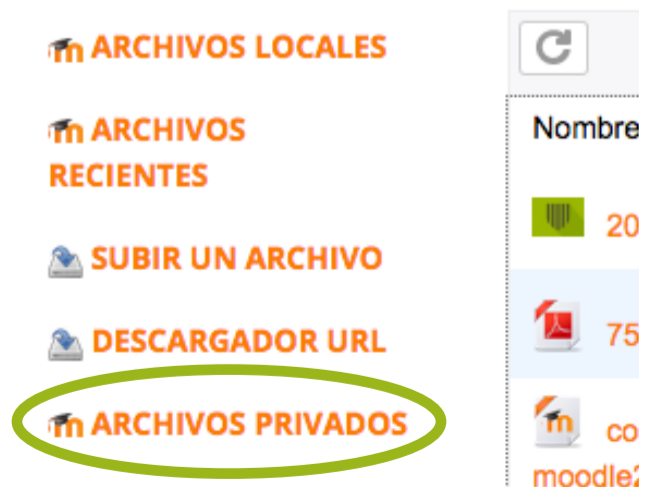 ARCHIVOS LOCALES
ARCHIVOS
RECIENTES
SUBIR UN ARCHIVO
DESCARGADOR URL
ARCHIVOS PRIVADOS
Nombre
20
75
co
moodle2